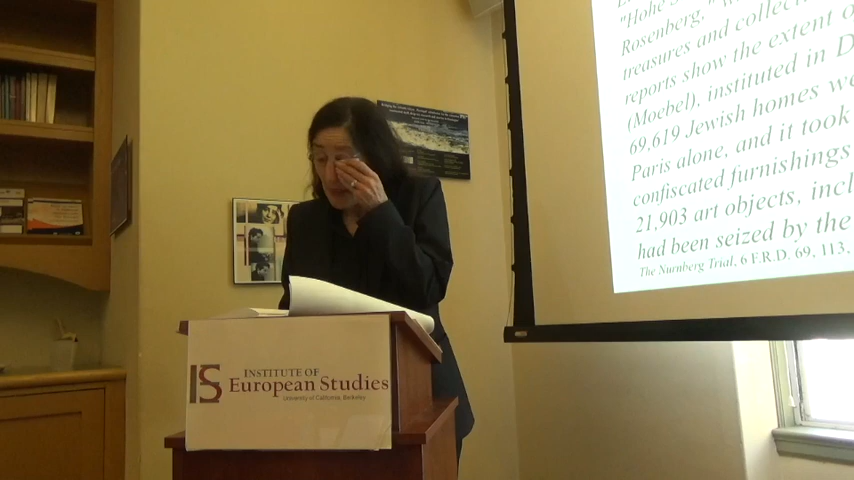 "Hohe
Rosenberg,
treasures and collecti
reports show the extent o
(Moebel), instituted in D
69,619 Jewish homes we
Paris alone, and it took
confiscated furnishings
21,903 art objects, incl
had been seized by the
The Nurnberg Trial, 6 F.R.D. 69, 113,
IES
INSTITUTE OF
European Studies
University of California, Berkeley